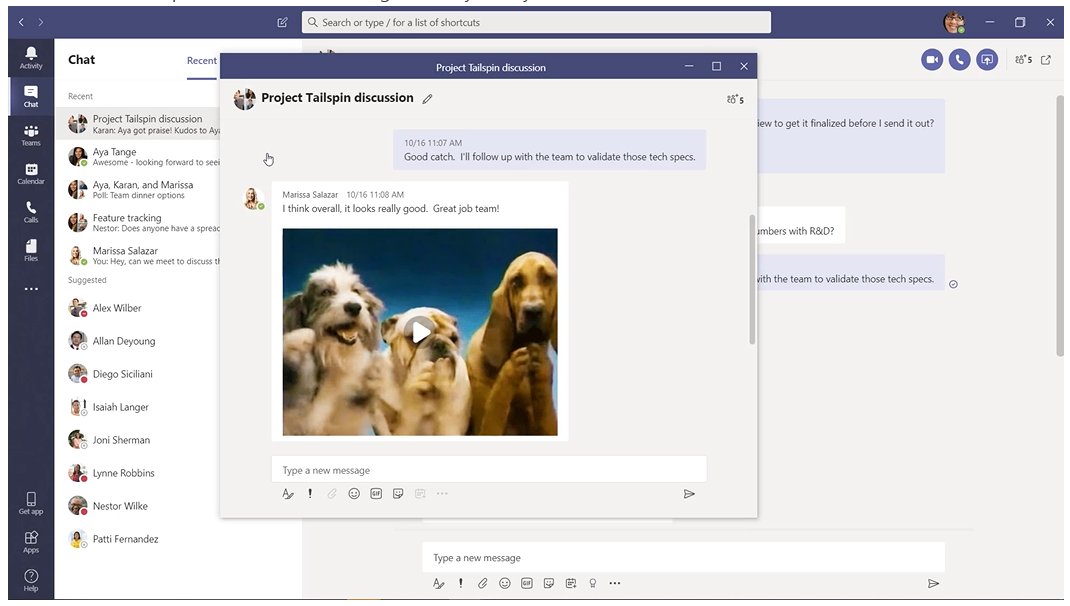 Search or type / for a list of shortcuts
Activity
Chat
Teams
Calendar
Calls
Files
Get app
Apps
Help
Chat
Recent
Recent
Project Tailspin discussion
Karan: Aya got praise! Kudos to Aya
Aya Tange
Awesome - looking forward to seei
Aya, Karan, and Marissa
Poll: Team dinner options
Feature tracking
Nestor: Does anyone have a spread
Marissa Salazar
You: Hey, can we meet to discuss th
Suggested
Alex Wilber
Allan Deyoung
Diego Siciliani
Isaiah Langer
Joni Sherman
Lynne Robbins
Nestor Wilke
Patti Fernandez
Project Tailspin discussion
Project Tailspin discussion
5
10/16 11:07 AM
Good catch. I'll follow up with the team to validate those tech specs.
Marissa Salazar 10/16 11:08 AM
I think overall, it looks really good. Great job team!
Type a new message
GIF
5
iew to get it finalized before I send it out?
umbers with R&D?
with the team to validate those tech specs.
Type a new message
GIF